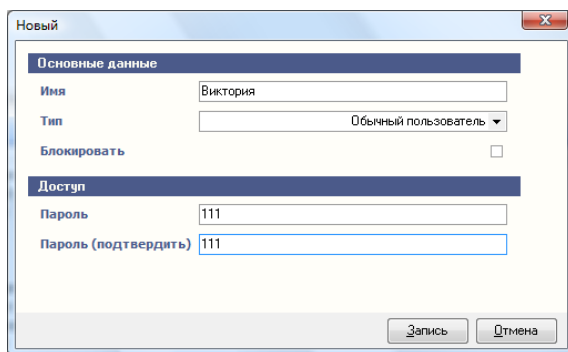 Новый
Основные данные
Имя Виктория
Тип Обычный пользователь
Блокировать
Доступ
Пароль 111
Пароль (подтвердить) 111
Запись Отмена